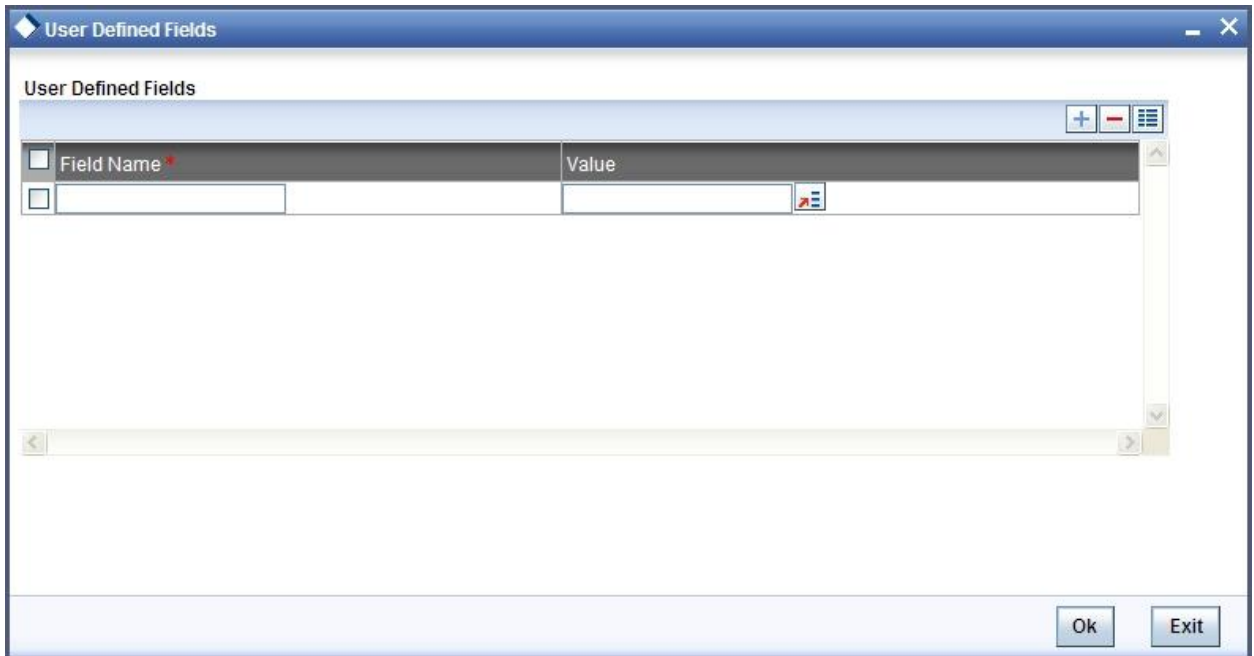 User Defined Fields
User Defined Fields
Field Name * Value
Ok Exit